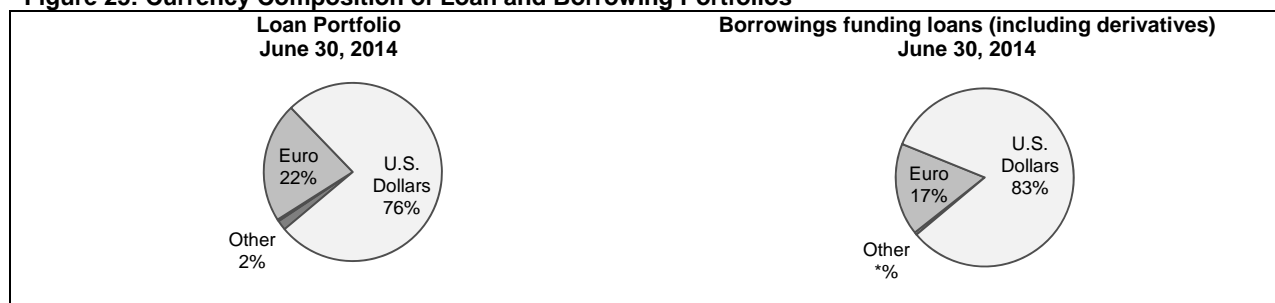 Figure 25: Currency Composition of Loan and Borrowing Portfolios
Loan Portfolio
June 30, 2014
Euro
22%
U.S.
Dollars
76%
Other
2%
Borrowings funding loans (including derivatives)
June 30, 2014
U.S.
Dollars
83%
Euro
17%
Other
*%